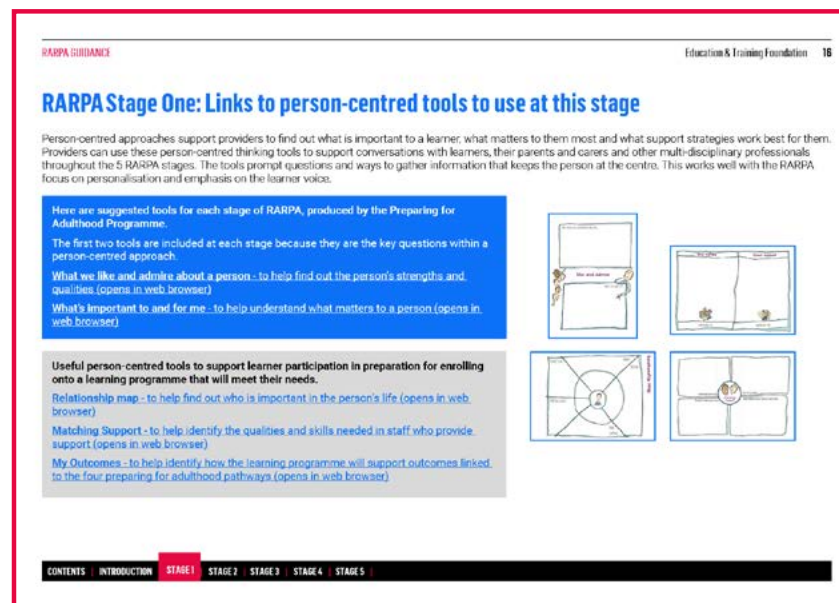 RARPA GUIDANCE
Education & Training Foundation 16
RARPA Stage One: Links to person-centred tools to use at this stage
Person-centred approaches support providers to find out what is important to a learner, what matters to them most and what support strategies work best for them.
Providers can use these person-centred thinking tools to support conversations with learners, their parents and carers and other multi-disciplinary professionals
throughout the 5 RARPA stages. The tools prompt questions and ways to gather information that keeps the person at the centre. This works well with the RARPA
focus on personalisation and emphasis on the learner voice.
Here are suggested tools for each stage of RARPA, produced by the Preparing for
Adulthood Programme.
The first two tools are included at each stage because they are the key questions within a
person-centred approach.
What we like and admire about a person - to help find out the person's strengths and
qualities (opens in web browser)
What's important to and for me - to help understand what matters to a person (opens in
web browser)
Useful person-centred tools to support learner participation in preparation for enrolling
onto a learning programme that will meet their needs.
Relationship map - to help find out who is important in the person's life (opens in web
browser)
Matching Support - to help identify the qualities and skills needed in staff who provide
support (opens in web browser)
My Outcomes - to help identify how the learning programme will support outcomes linked
to the four preparing for adulthood pathways (opens in web browser)
like and admire
CONTENTS | INTRODUCTION STAGE 1 STAGE 2 | STAGE 3 | STAGE 4 | STAGE 5 |